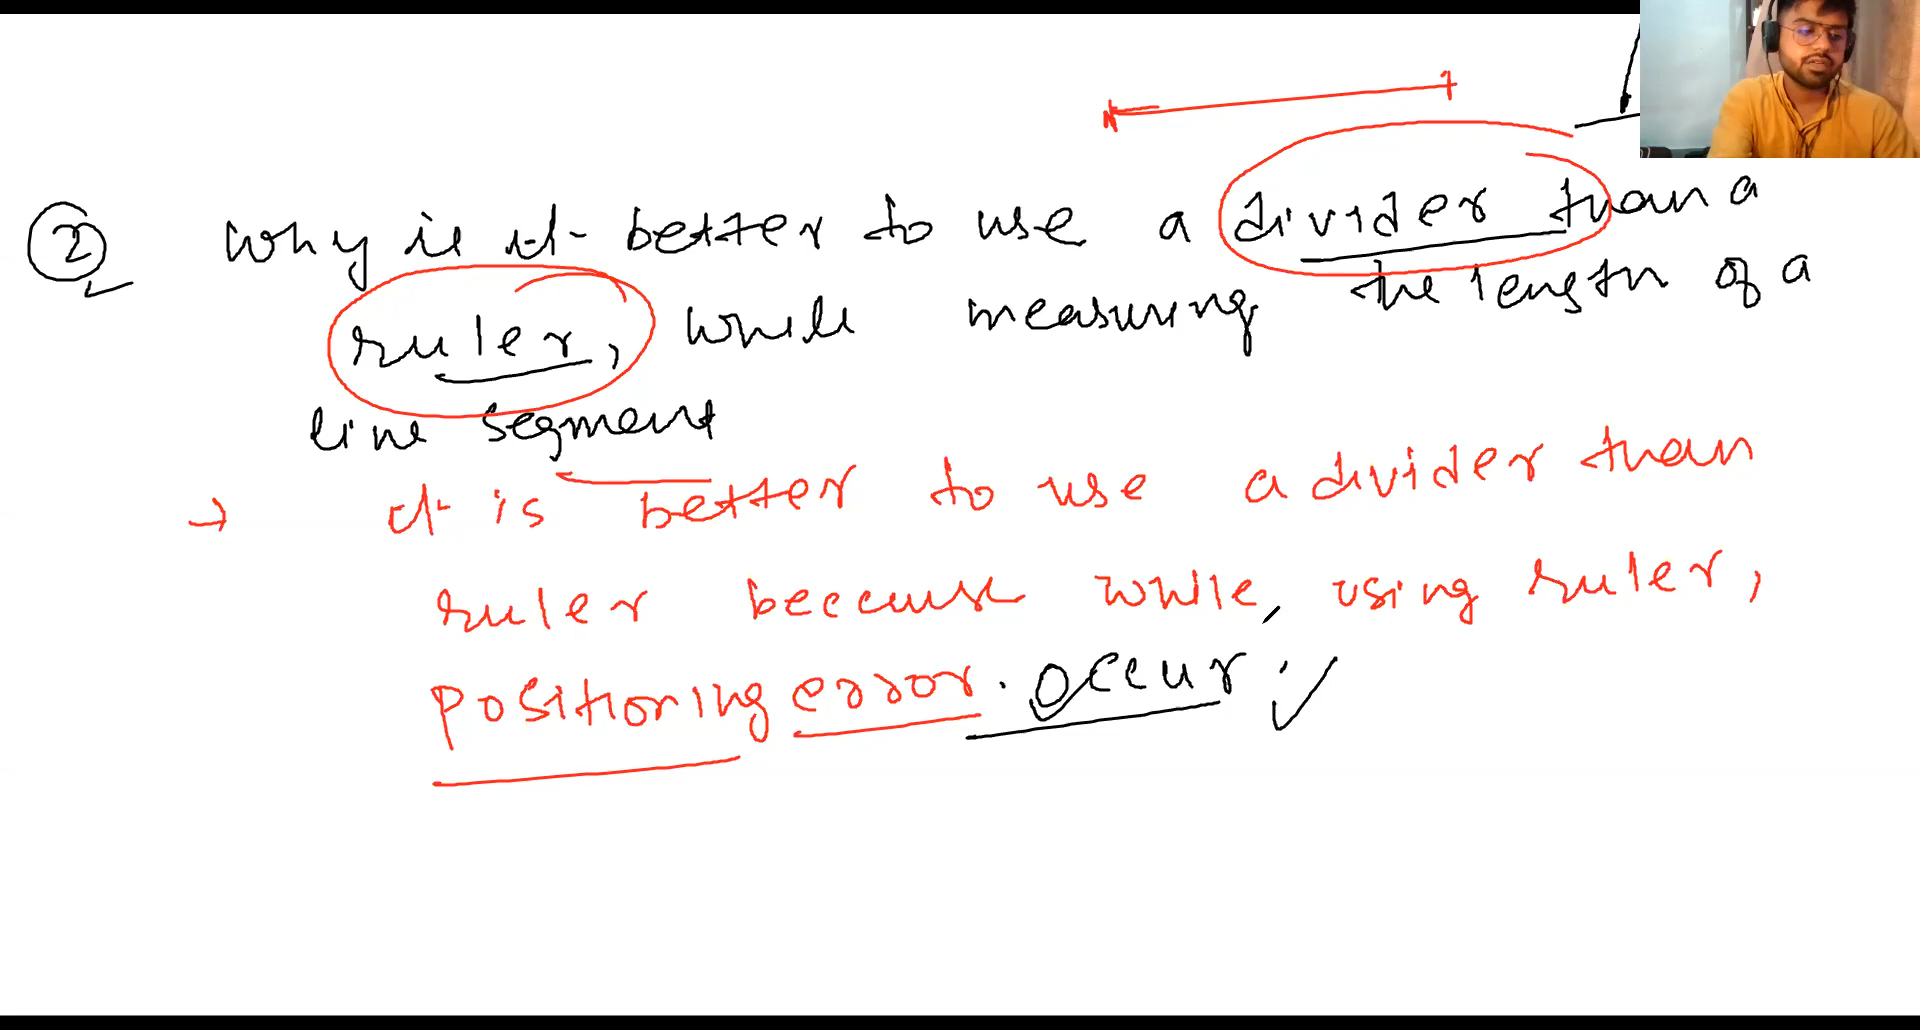 2 Why is it better to use a divider than a
ruler, while measuring the length of a
line segment
→ It is better to use a divider than
ruler because while using ruler,
positioning error. occur.